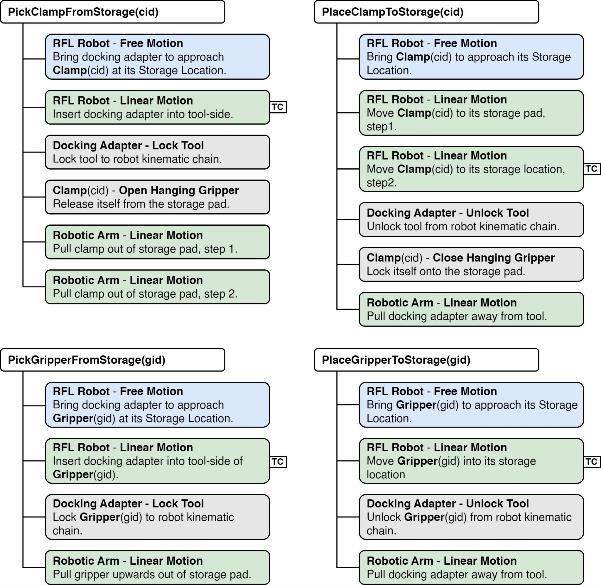 PickClampFromStorage(cid)
RFL Robot - Free Motion
Bring docking adapter to approach
Clamp(cid) at its Storage Location.
RFL Robot - Linear Motion
Insert docking adapter into tool-side.
TC
Docking Adapter - Lock Tool
Lock tool to robot kinematic chain.
Clamp(cid) - Open Hanging Gripper
Release itself from the storage pad.
Robotic Arm - Linear Motion
Pull clamp out of storage pad, step 1.
Robotic Arm - Linear Motion
Pull clamp out of storage pad, step 2.
PlaceClampToStorage(cid)
RFL Robot - Free Motion
Bring Clamp(cid) to approach its Storage
Location.
RFL Robot - Linear Motion
Move Clamp(cid) to its storage pad,
step1.
RFL Robot - Linear Motion
Move Clamp(cid) to its storage location,
step2.
TC
Docking Adapter - Unlock Tool
Unlock tool from robot kinematic chain.
Clamp(cid) - Close Hanging Gripper
Lock itself onto the storage pad.
Robotic Arm - Linear Motion
Pull docking adapter away from tool.
PickGripperFromStorage(gid)
RFL Robot - Free Motion
Bring docking adapter to approach
Gripper(gid) at its Storage Location.
RFL Robot - Linear Motion
Insert docking adapter into tool-side of
Gripper(gid).
TC
Docking Adapter - Lock Tool
Lock Gripper(gid) to robot kinematic
chain.
Robotic Arm - Linear Motion
Pull gripper upwards out of storage pad.
PlaceGripperToStorage(gid)
RFL Robot - Free Motion
Bring Gripper(gid) to approach its Storage
Location.
RFL Robot - Linear Motion
Move Gripper(gid) into its storage
location
TC
Docking Adapter - Unlock Tool
Unlock Gripper(gid) from robot kinematic
chain.
Robotic Arm - Linear Motion
Pull docking adapter away from tool.